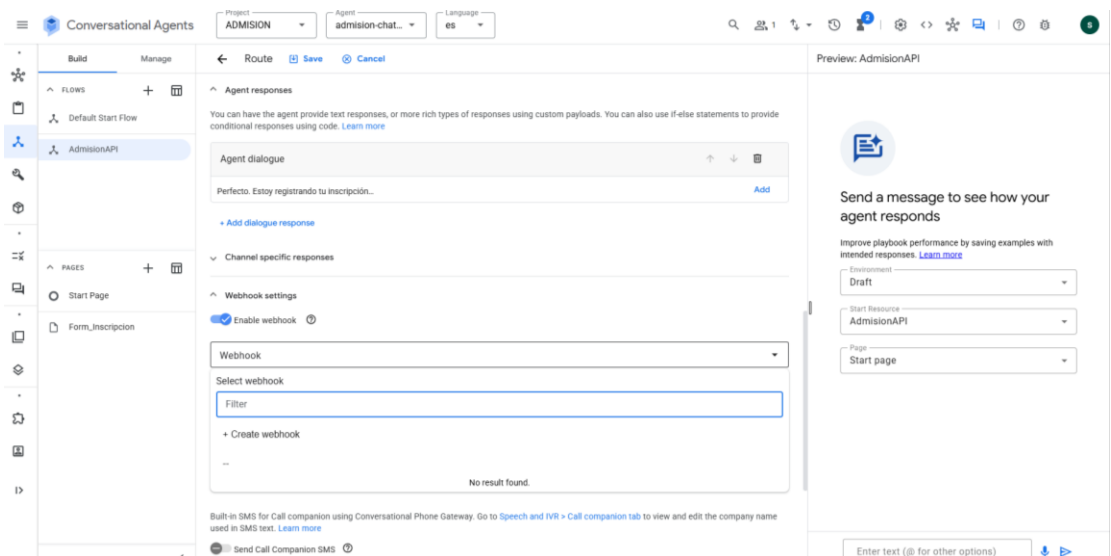 Conversational Agents
Project
ADMISION
Agent
admision-chat...
Language
es
1
2
S
Build
Manage
FLOWS
Default Start Flow
AdmisionAPI
PAGES
Start Page
Form_Inscripcion
Route
Save
Cancel
Agent responses
You can have the agent provide text responses, or more rich types of responses using custom payloads. You can also use if-else statements to provide
conditional responses using code. Learn more
Agent dialogue
Perfecto. Estoy registrando tu inscripción...
Add
+ Add dialogue response
Channel specific responses
Webhook settings
Enable webhook
Webhook
Select webhook
Filter
+ Create webhook
--
No result found.
Built-in SMS for Call companion using Conversational Phone Gateway. Go to Speech and IVR > Call companion tab to view and edit the company name
used in SMS text. Learn more
Send Call Companion SMS
Preview: AdmisionAPI
Send a message to see how your
agent responds
Improve playbook performance by saving examples with
intended responses. Learn more
Environment
Draft
Start Resource
AdmisionAPI
Page
Start page
Enter text (@ for other options)